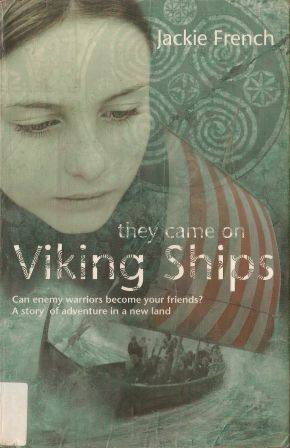 Jackie French
they came on
Viking Ships
Can enemy warriors become your friends?
A story of adventure in a new land